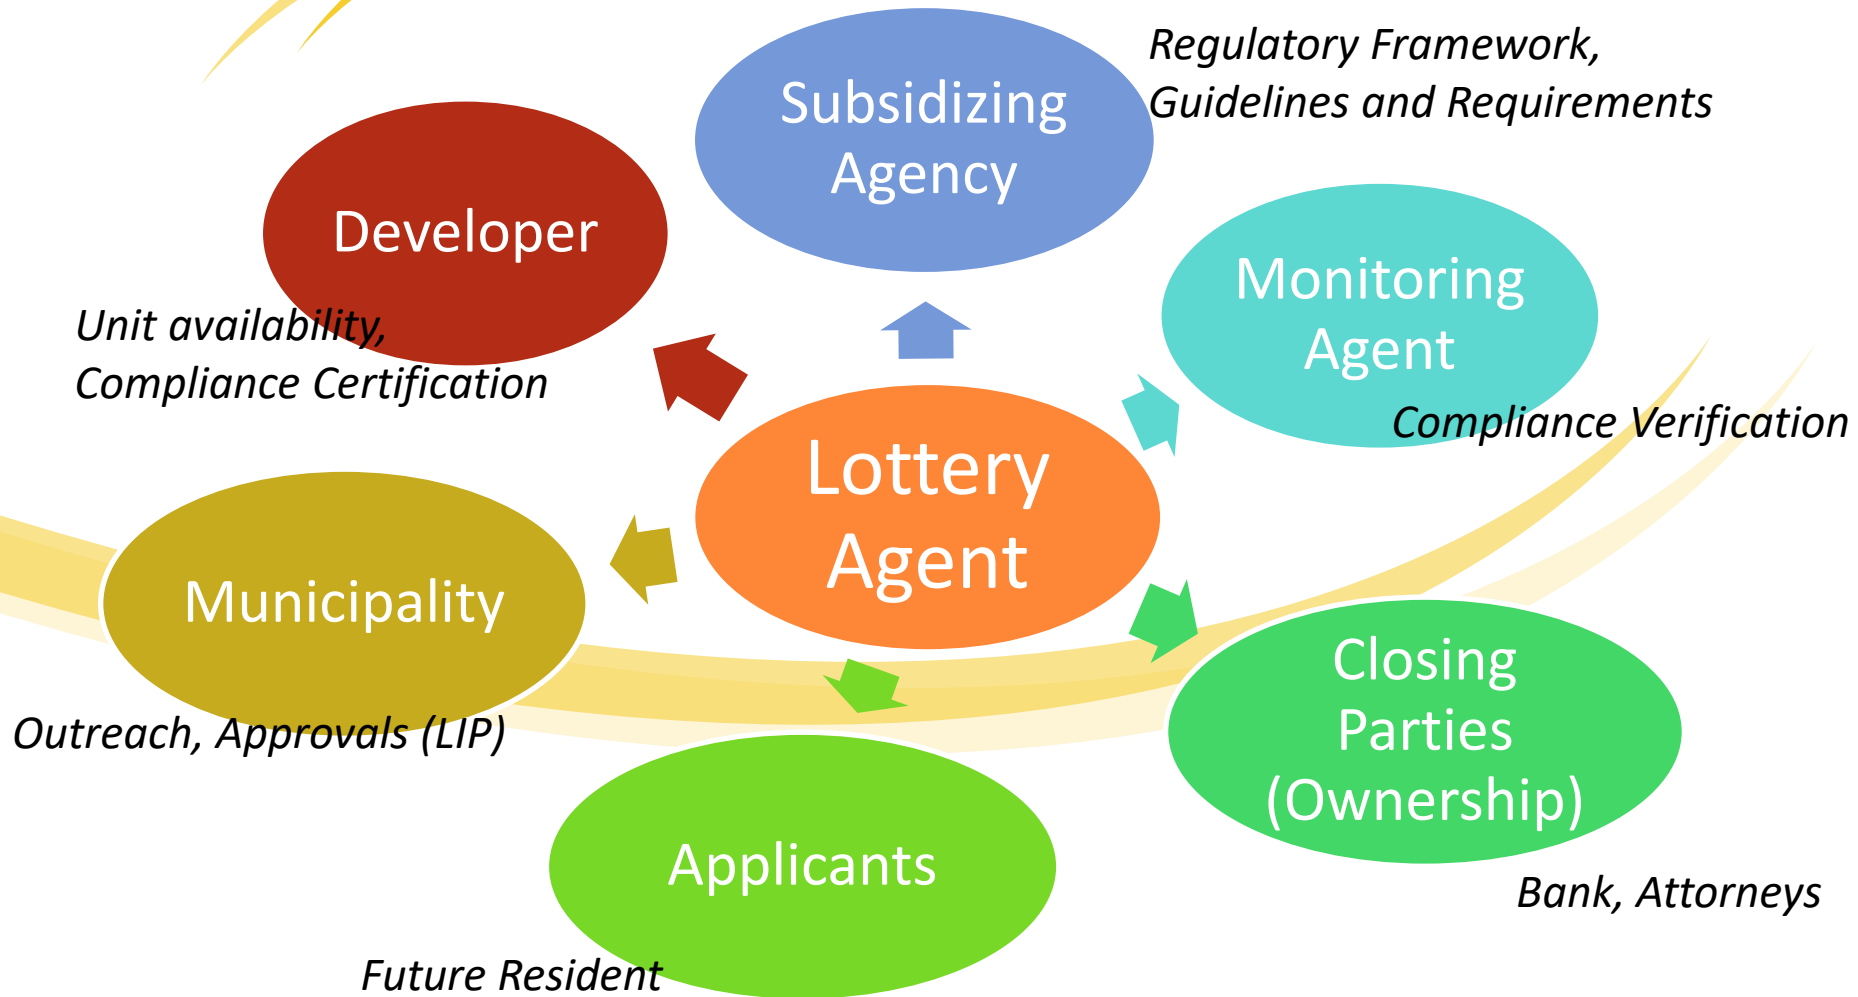 Regulatory Framework,
Guidelines and Requirements
Subsidizing
Agency
Developer
Unit availability,
Compliance Certification
Monitoring
Agent
Compliance Verification
Lottery
Agent
Municipality
Outreach, Approvals (LIP)
Closing
Parties
(Ownership)
Bank, Attorneys
Applicants
Future Resident